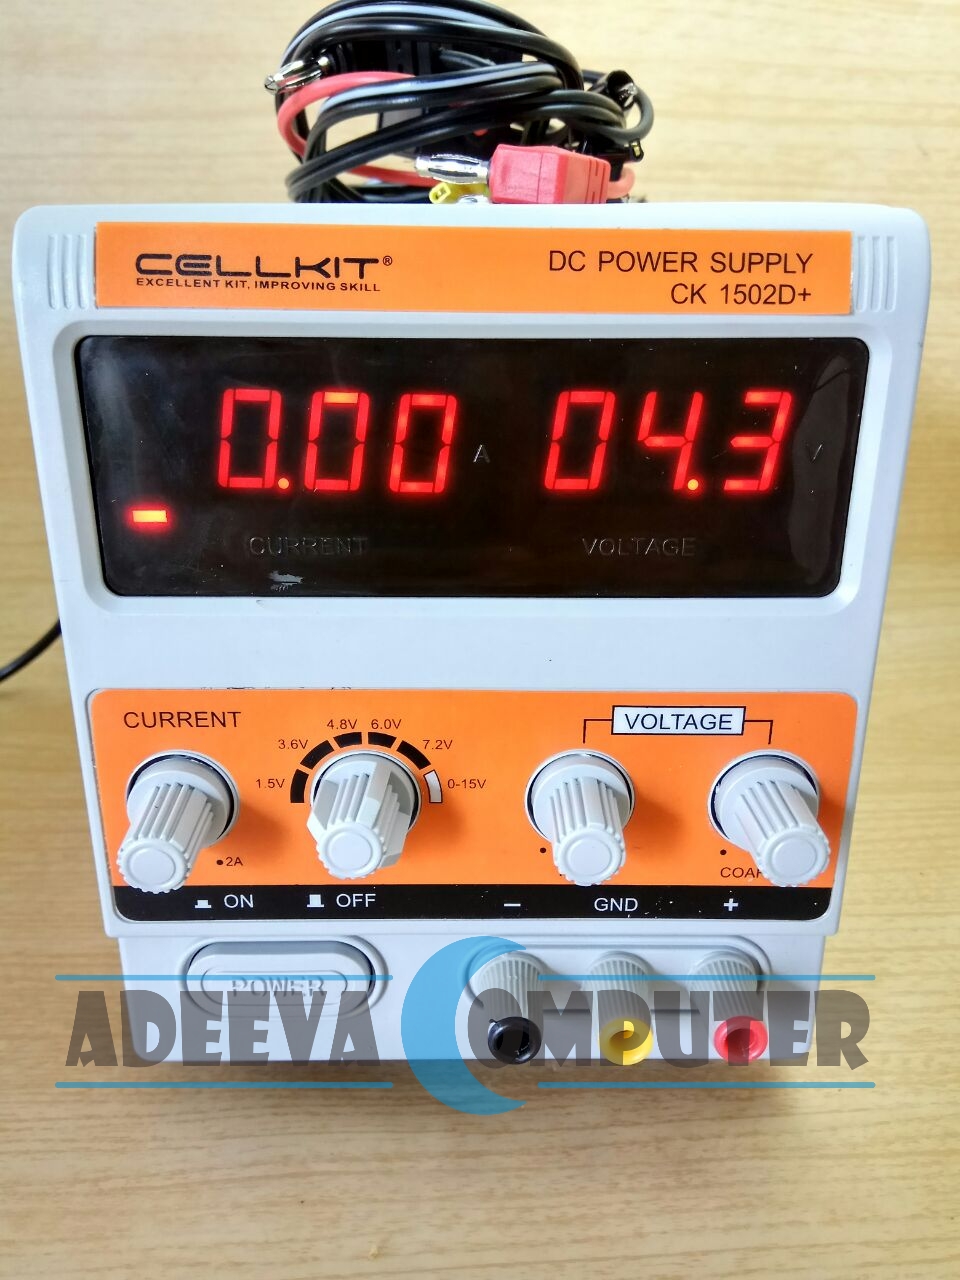 CELLKIT®
EXCELLENT KIT, IMPROVING SKILL
DC POWER SUPPLY
CK 1502D+
0.00 A
04.3 V
CURRENT
VOLTAGE
CURRENT
1.5V
3.6V
4.8V
6.0V
7.2V
0-15V
VOLTAGE
2A
ON
OFF
−
GND
+
POWER
ADEEVA COMPUTER